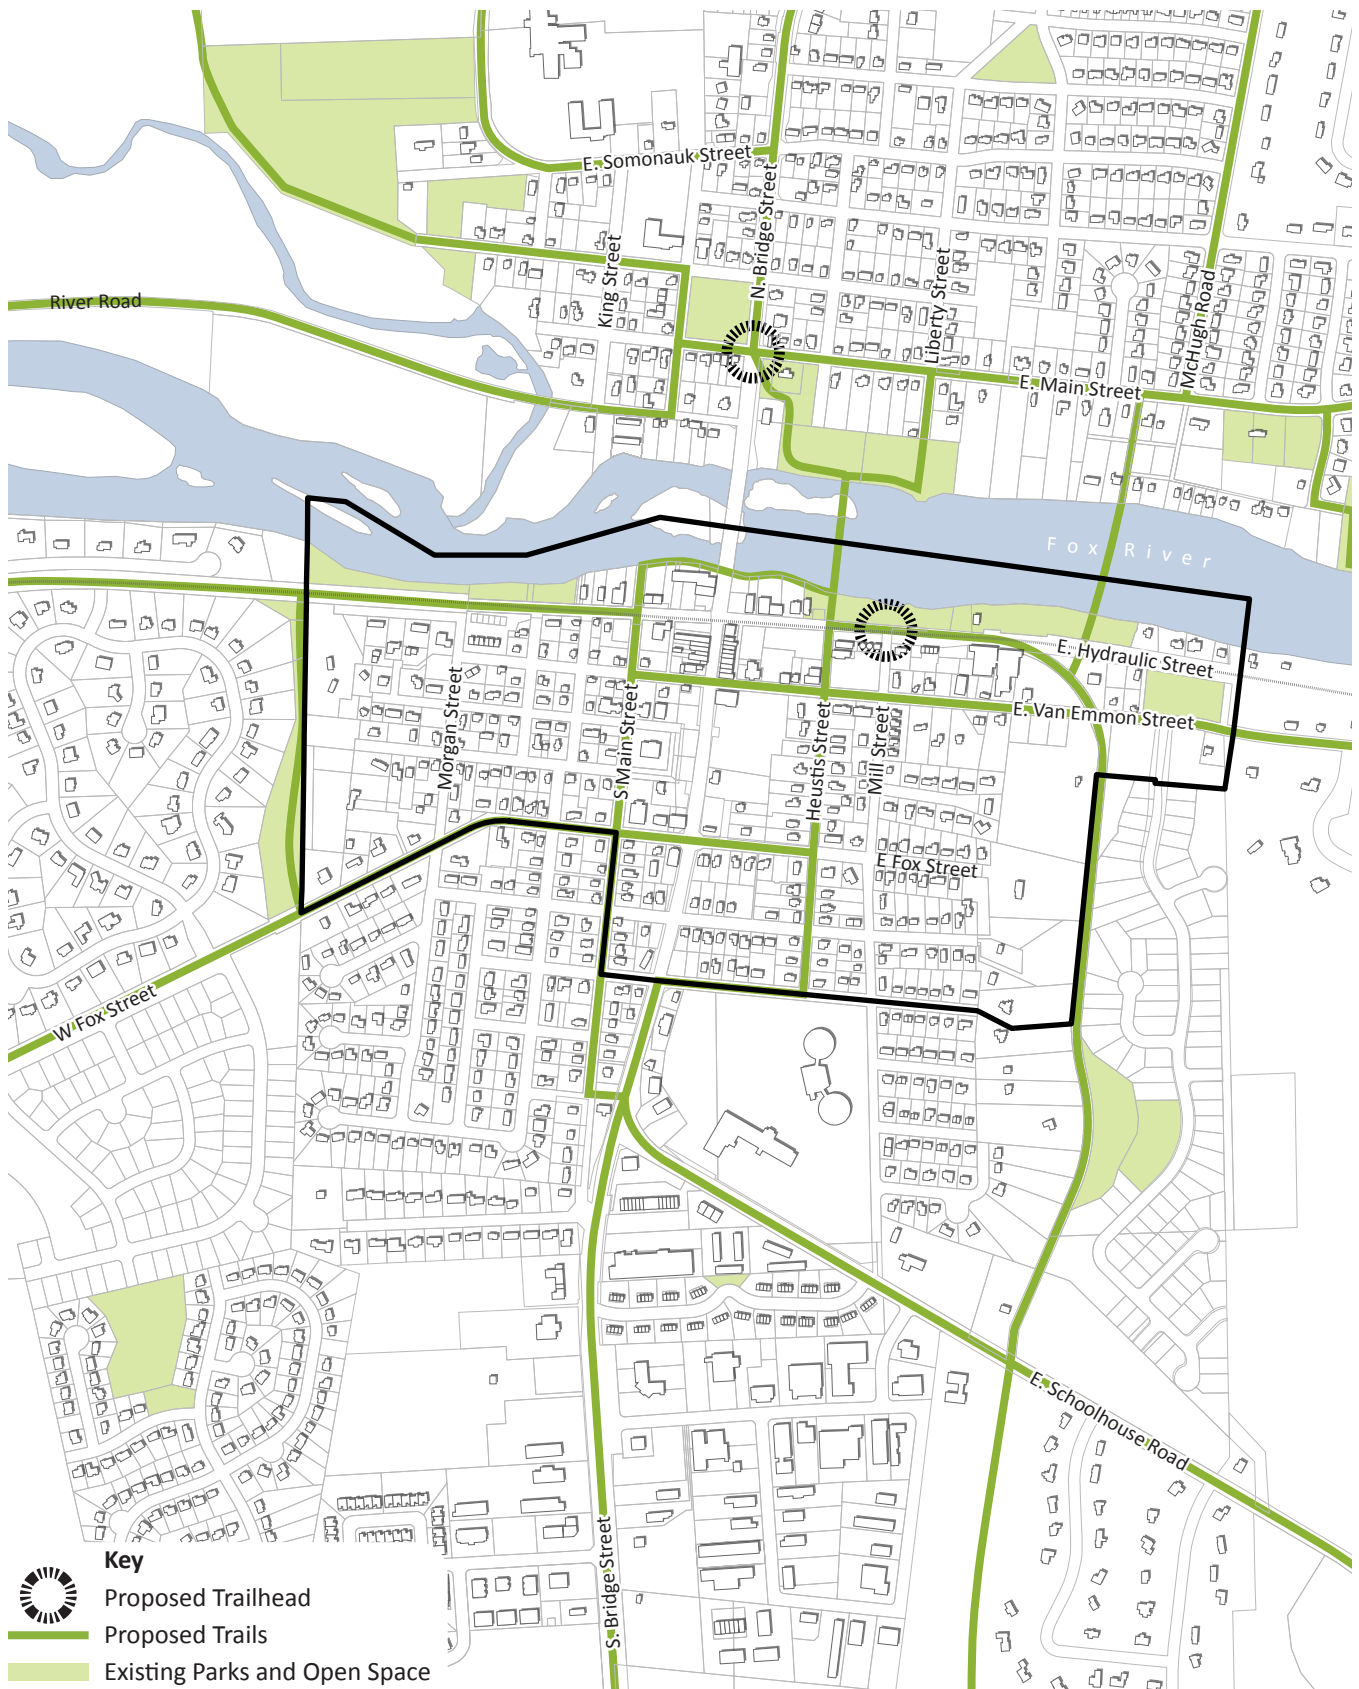 E. Somonauk Street
N. Bridge Street
King Street
Liberty Street
McHugh Road
River Road
E. Main Street
Fox River
E. Hydraulic Street
E. Van Emmon Street
Morgan Street
S Main Street
Heustis Street
Mill Street
E Fox Street
W Fox Street
E. Schoolhouse Road
S. Bridge Street
Key
Proposed Trailhead
Proposed Trails
Existing Parks and Open Space